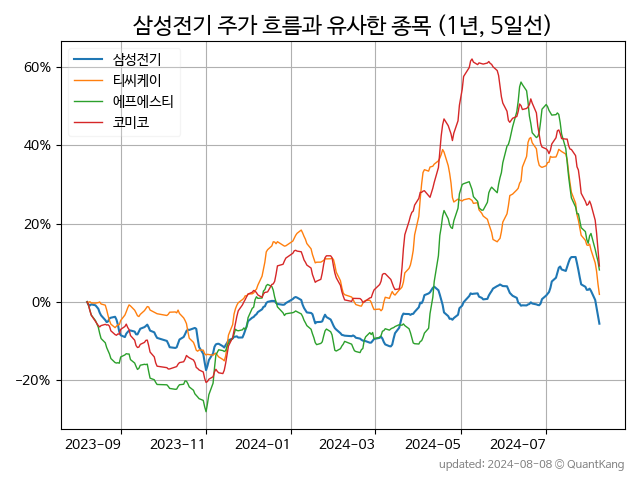 삼성전기 주가 흐름과 유사한 종목 (1년, 5일선)
삼성전기
티씨케이
에프에스티
코미코
60%
40%
20%
0%
−20%
2023-09 2023-11 2024-01 2024-03 2024-05 2024-07
updated: 2024-08-08 © QuantKang